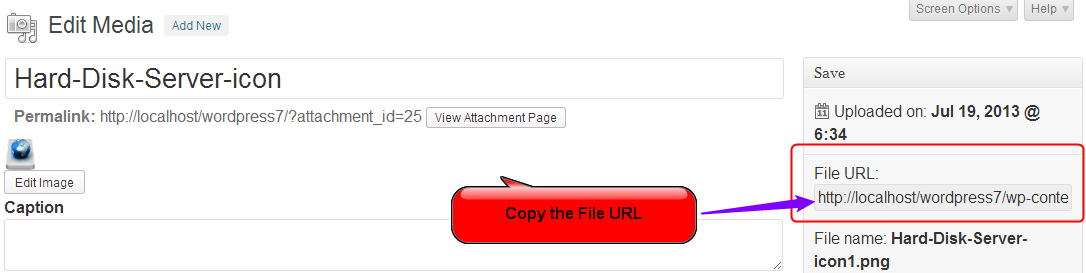 Edit Media Add New
Screen Options Help
Hard-Disk-Server-icon
Permalink: http://localhost/wordpress7/?attachment_id=25 View Attachment Page
Edit Image
Caption
Copy the File URL
Save
Uploaded on: Jul 19, 2013 @
6:34
File URL:
http://localhost/wordpress7/wp-conte
File name: Hard-Disk-Server-
icon1.png